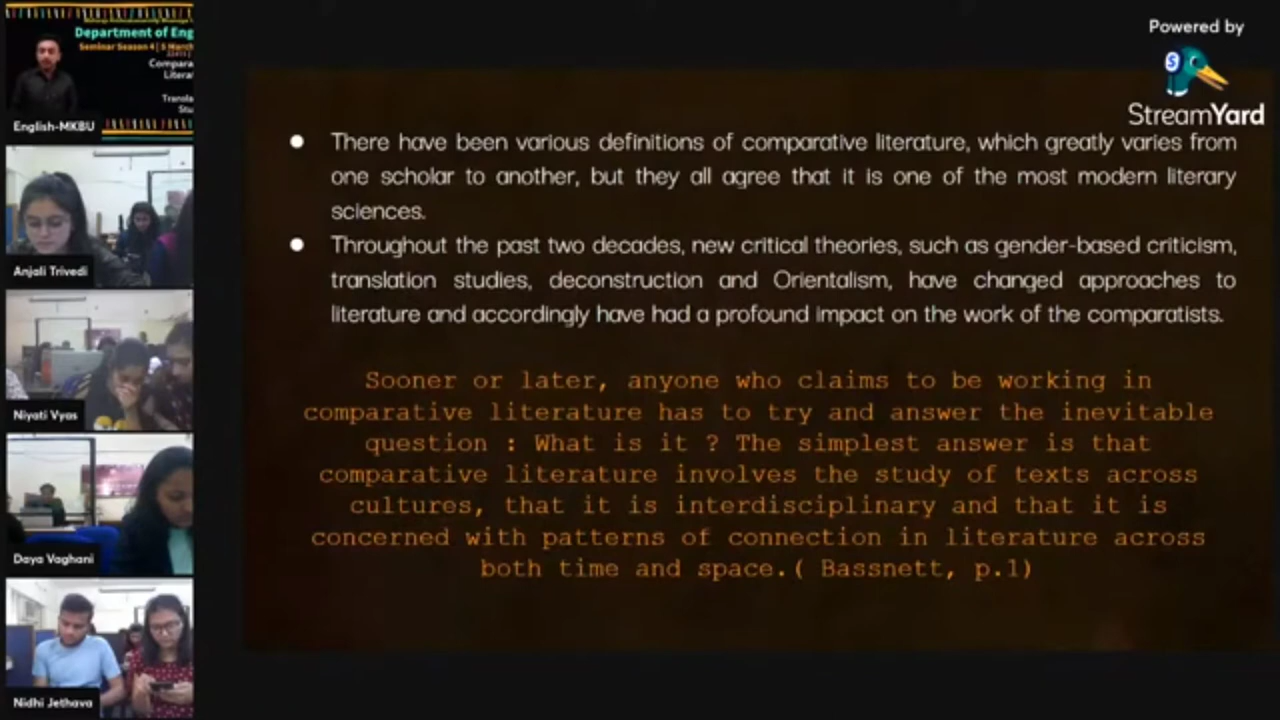 Department of Eng
Seminar Season 4 | 5 March
Compara
Litera
Transla
Stu
English-MKBU
Anjali Trivedi
Niyati Vyas
Daya Vaghani
Nidhi Jethava
Powered by
StreamYard
There have been various definitions of comparative literature, which greatly varies from
one scholar to another, but they all agree that it is one of the most modern literary
sciences.
Throughout the past two decades, new critical theories, such as gender-based criticism,
translation studies, deconstruction and Orientalism, have changed approaches to
literature and accordingly have had a profound impact on the work of the comparatists.
Sooner or later, anyone who claims to be working in
comparative literature has to try and answer the inevitable
question : What is it ? The simplest answer is that
comparative literature involves the study of texts across
cultures, that it is interdisciplinary and that it is
concerned with patterns of connection in literature across
both time and space.( Bassnett, p.1)